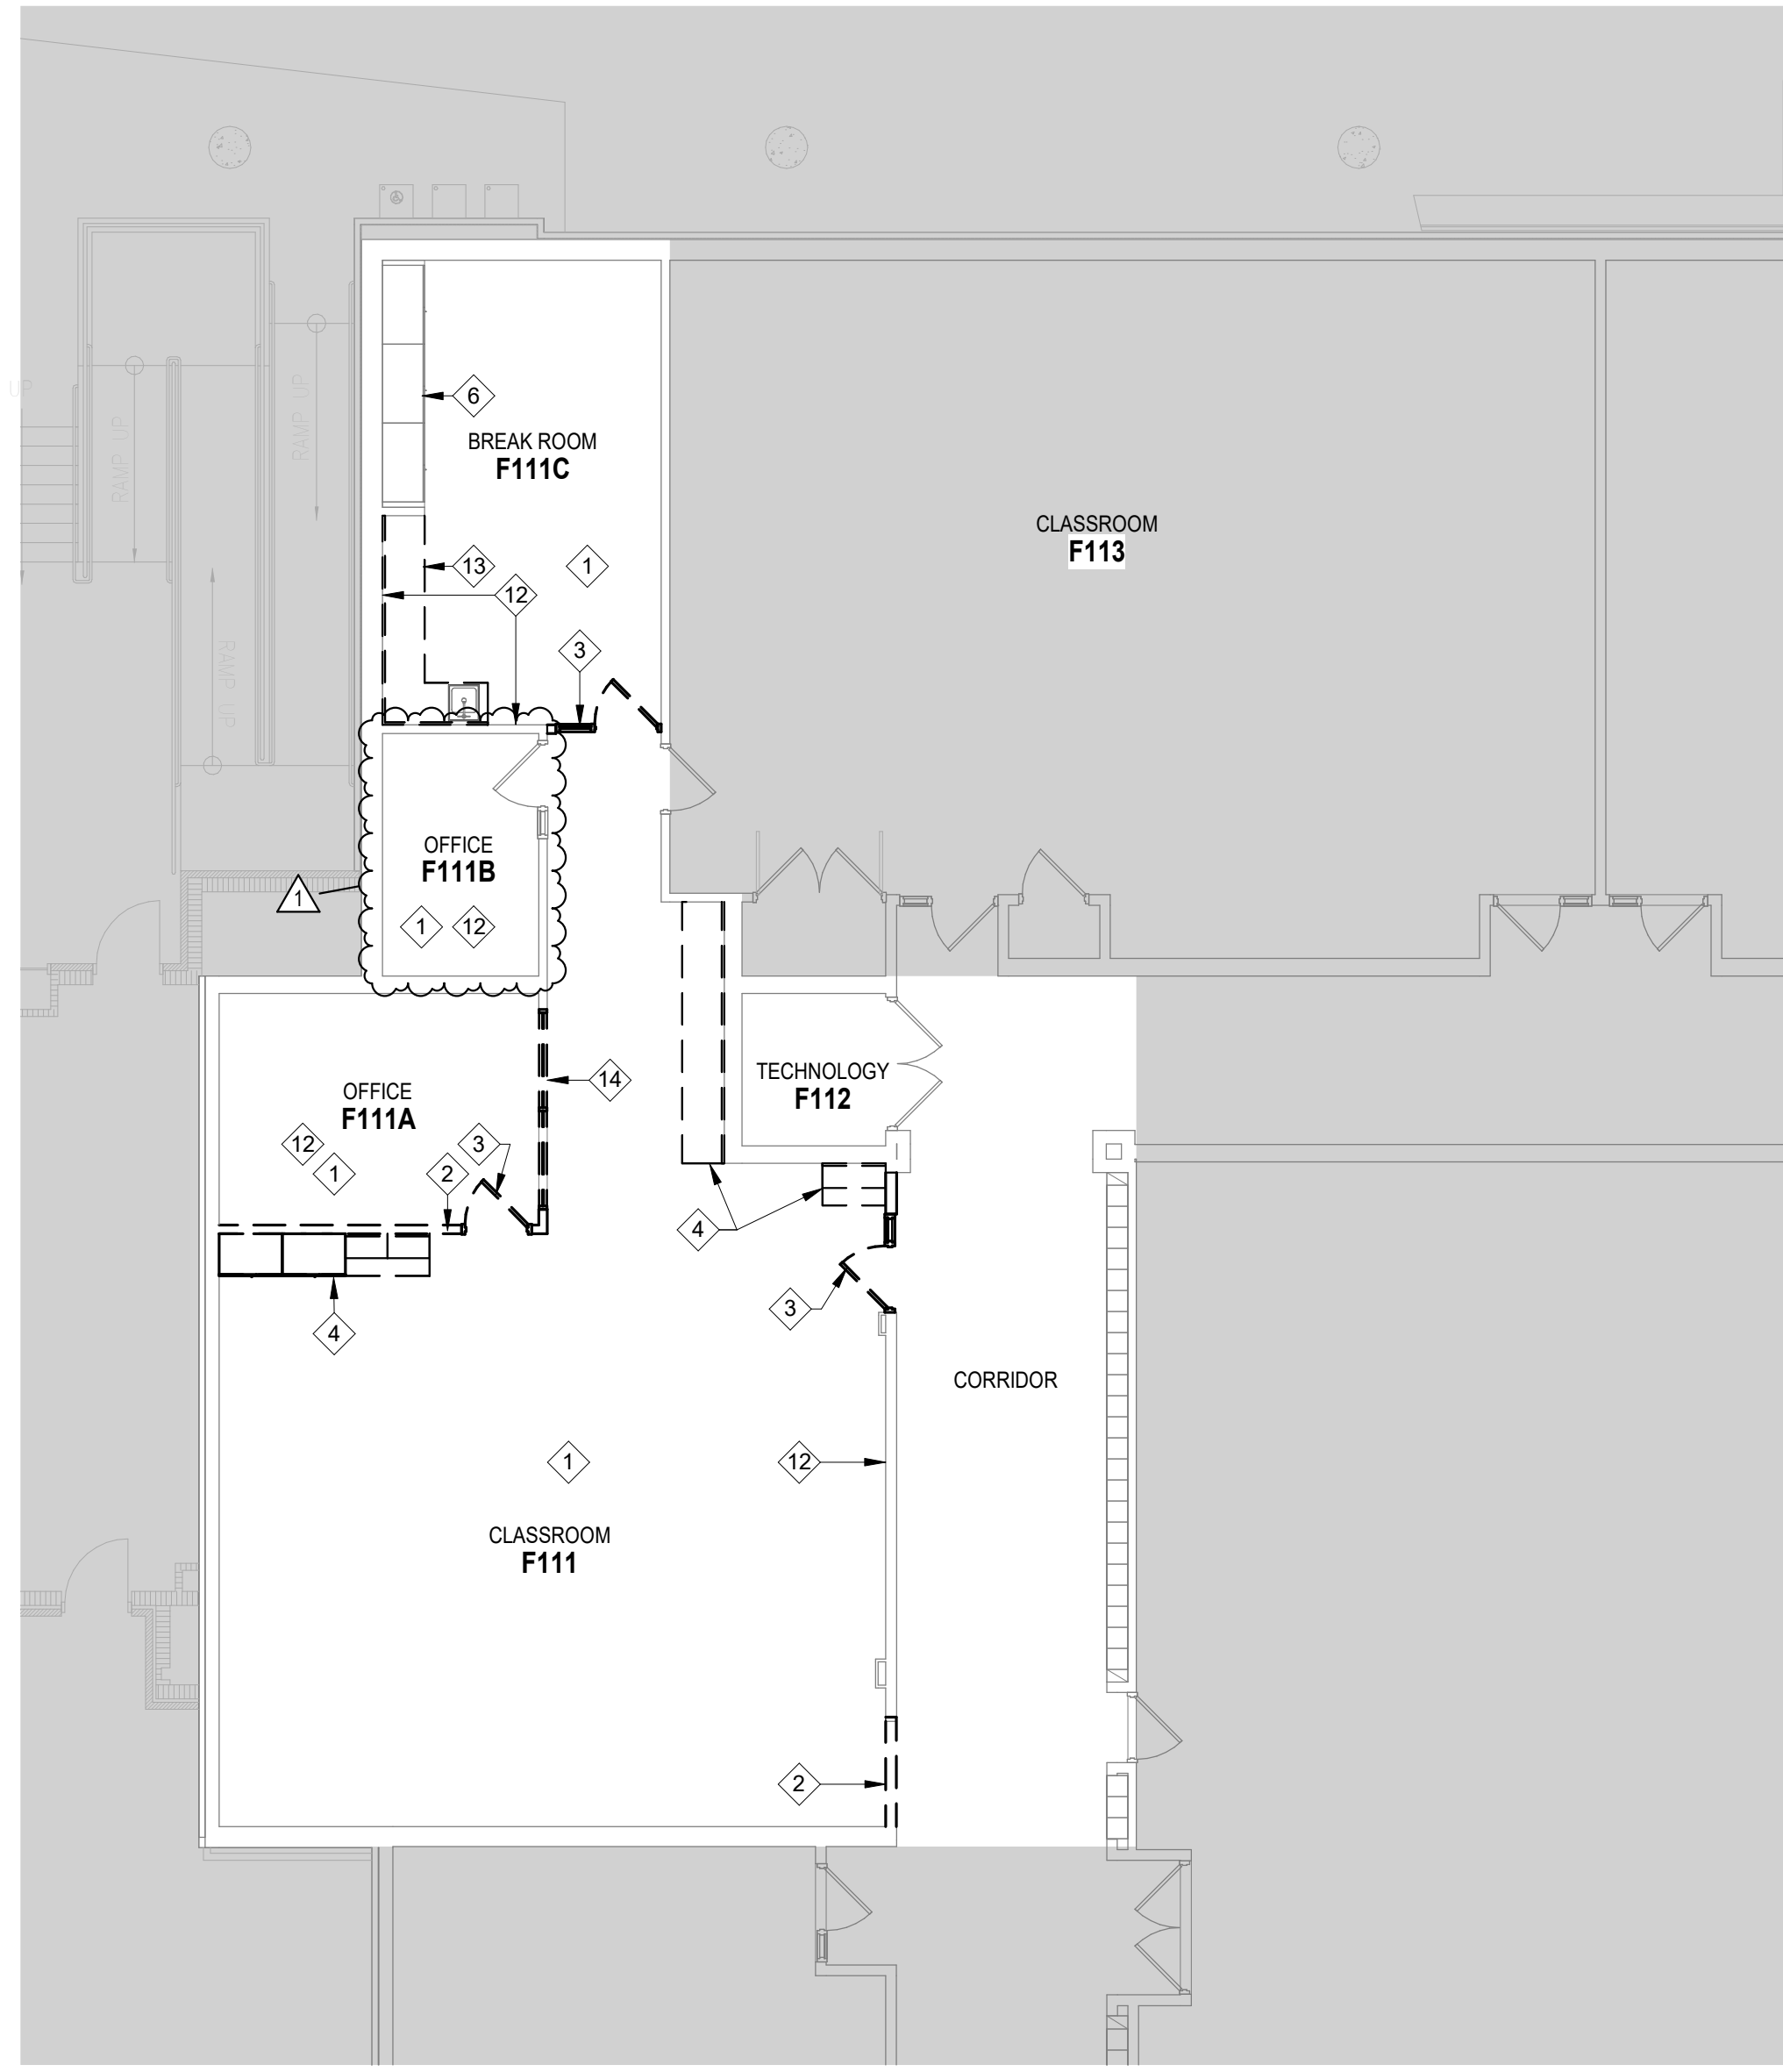 UP
RAMP UP
RAMP UP
6
BREAK ROOM
F111C
CLASSROOM
F113
13
1
12
3
RAMP UP
OFFICE
F111B
1
1
12
14
TECHNOLOGY
F112
OFFICE
F111A
12
3
1
2
4
3
4
CORRIDOR
1
12
CLASSROOM
F111
2